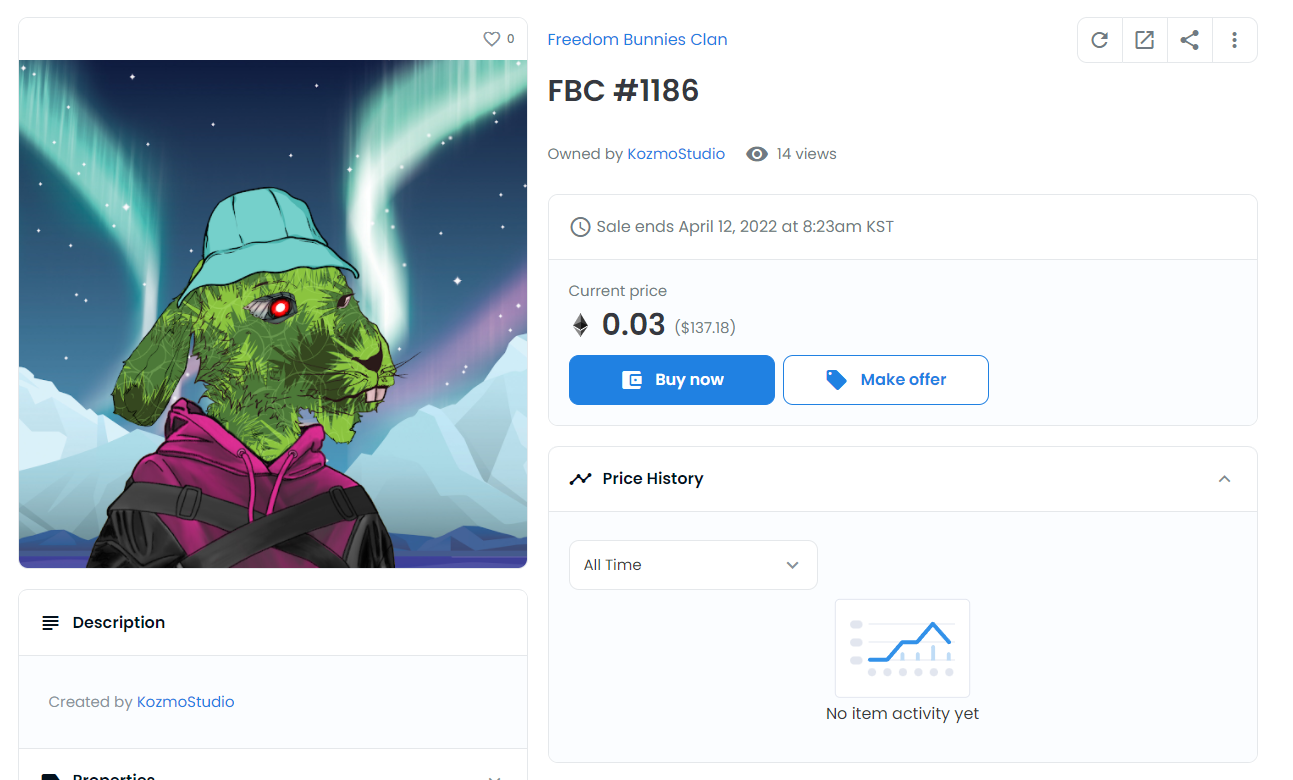 0
Freedom Bunnies Clan
FBC #1186
Owned by KozmoStudio 14 views
Sale ends April 12, 2022 at 8:23am KST
Current price
0.03 ($137.18)
Buy now
Make offer
Price History
All Time
No item activity yet
Description
Created by KozmoStudio
Properties